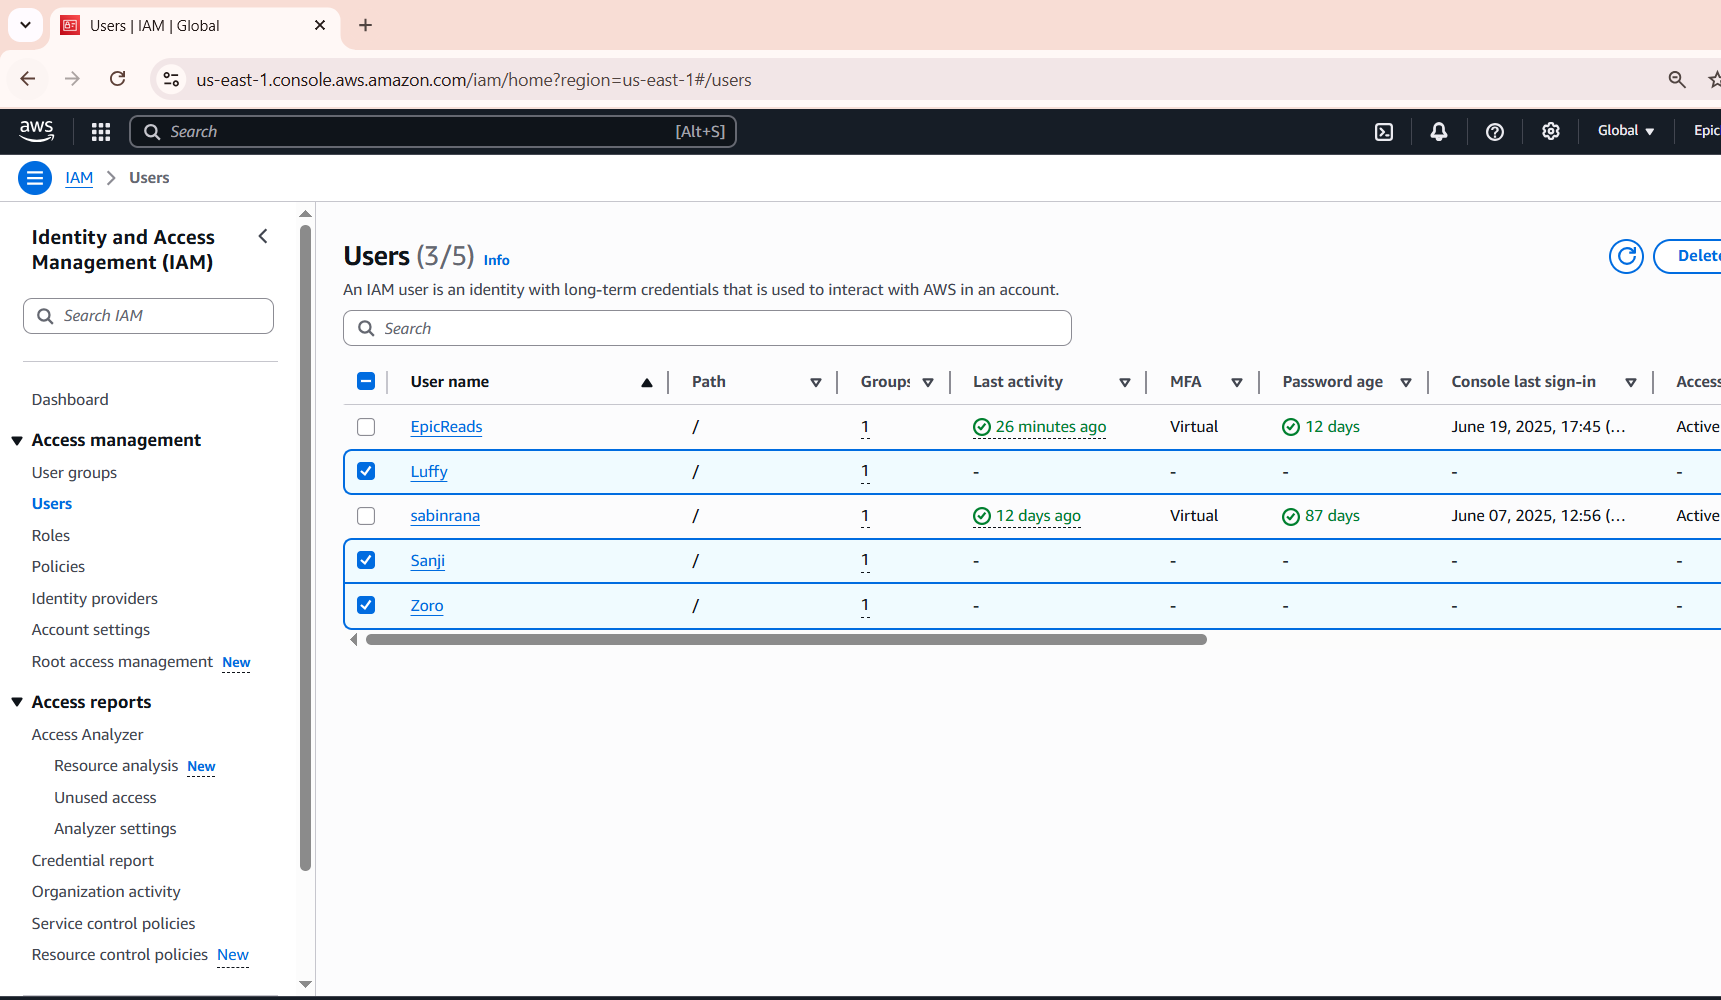 Users | IAM | Global
us-east-1.console.aws.amazon.com/iam/home?region=us-east-1#/users
aws
Search [Alt+S]
Global
Epic
IAM > Users
Identity and Access
Management (IAM)
Search IAM
Dashboard
Access management
User groups
Users
Roles
Policies
Identity providers
Account settings
Root access management New
Access reports
Access Analyzer
Resource analysis New
Unused access
Analyzer settings
Credential report
Organization activity
Service control policies
Resource control policies New
Users (3/5) Info
Delete
An IAM user is an identity with long-term credentials that is used to interact with AWS in an account.
Search
User name Path Groups Last activity MFA Password age Console last sign-in Access
EpicReads / 1 26 minutes ago Virtual 12 days June 19, 2025, 17:45 (... Active
Luffy / 1 - - - - -
sabinrana / 1 12 days ago Virtual 87 days June 07, 2025, 12:56 (... Active
Sanji / 1 - - - - -
Zoro / 1 - - - - -